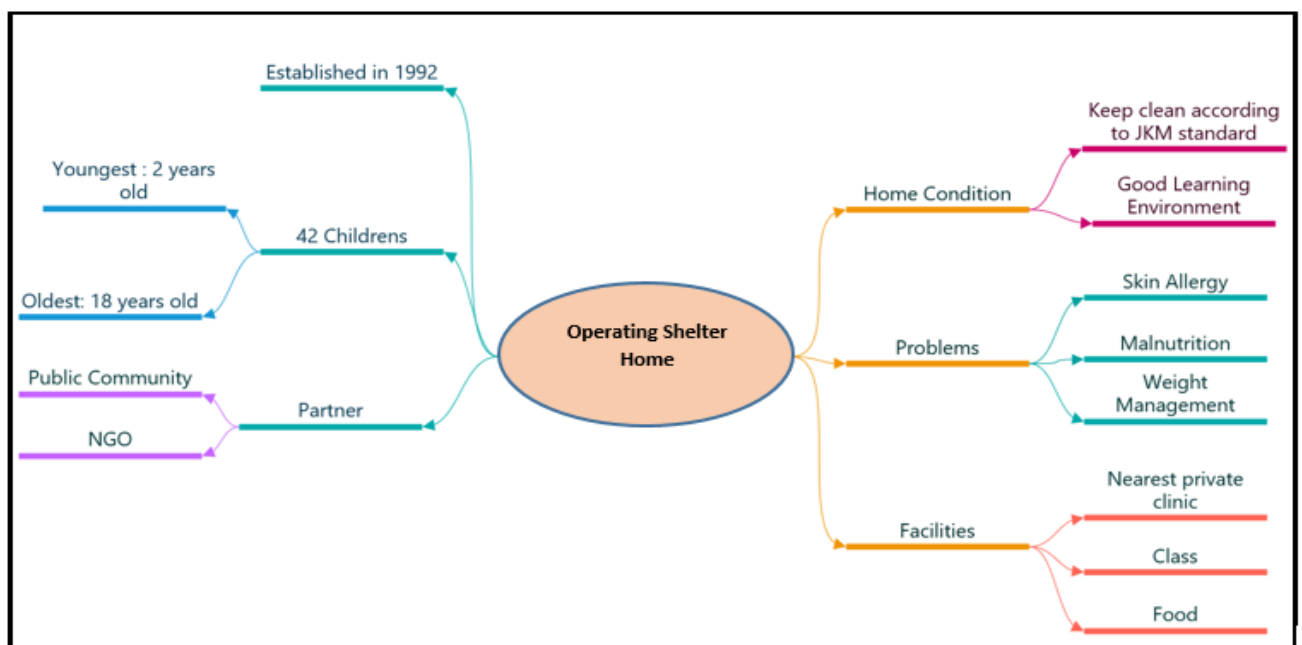 Established in 1992
Youngest : 2 years
old
42 Childrens
Oldest: 18 years old
Public Community
Partner
NGO
Operating Shelter
Home
Keep clean according
to JKM standard
Home Condition
Good Learning
Environment
Skin Allergy
Problems
Malnutrition
Weight
Management
Nearest private
clinic
Facilities
Class
Food